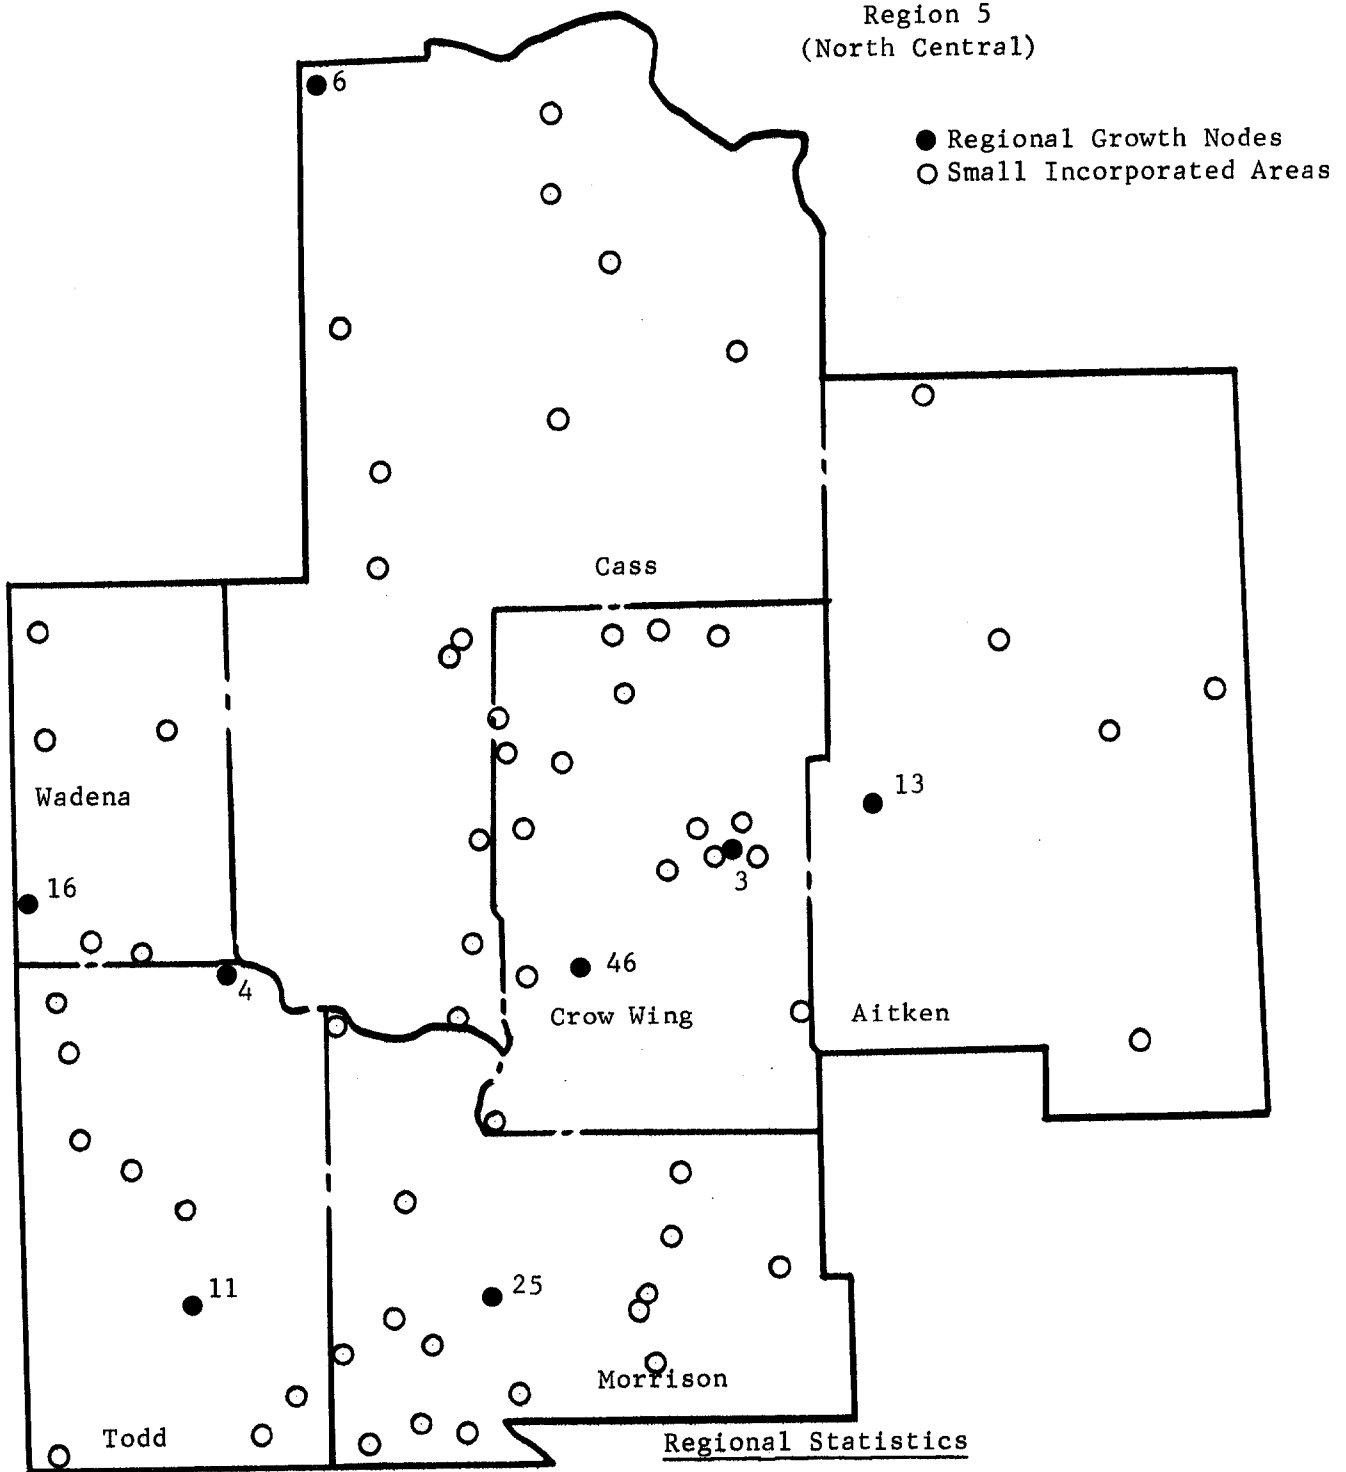 Region 5
(North Central)
6
Regional Growth Nodes
Small Incorporated Areas
Cass
13
Wadena
3
16
46
4
Crow Wing
Aitken
11
25
Morrison
Todd
Regional Statistics